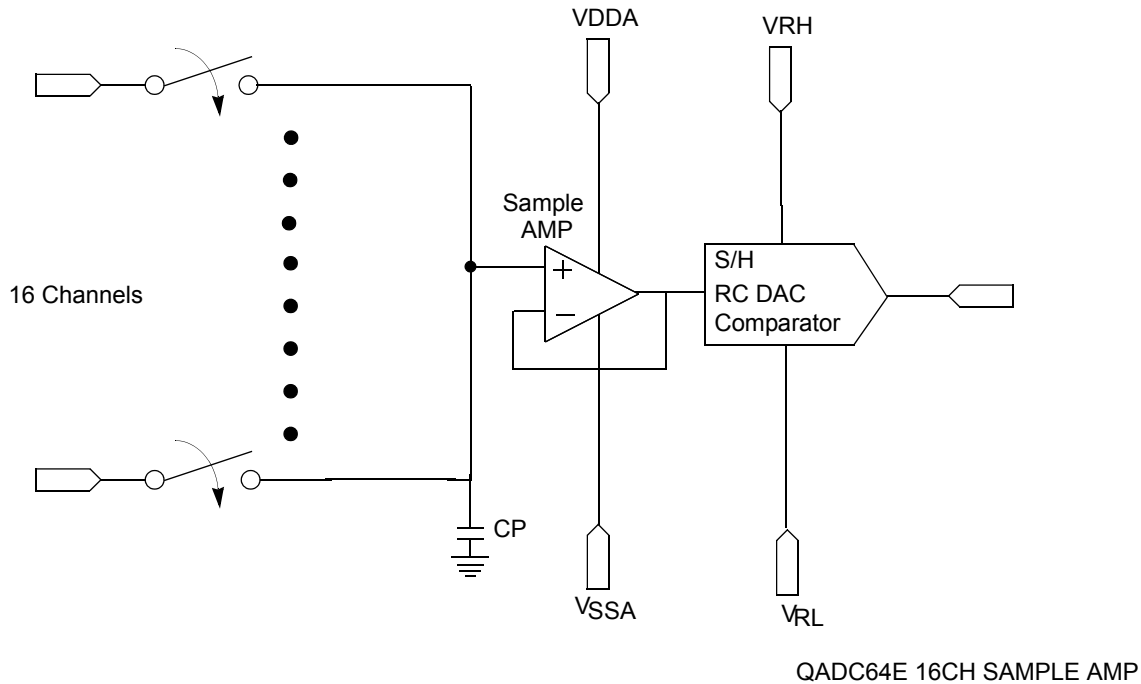 VDDA
VRH
Sample
AMP
+
−
S/H
RC DAC
Comparator
16 Channels
CP
VSSA
VRL
QADC64E 16CH SAMPLE AMP